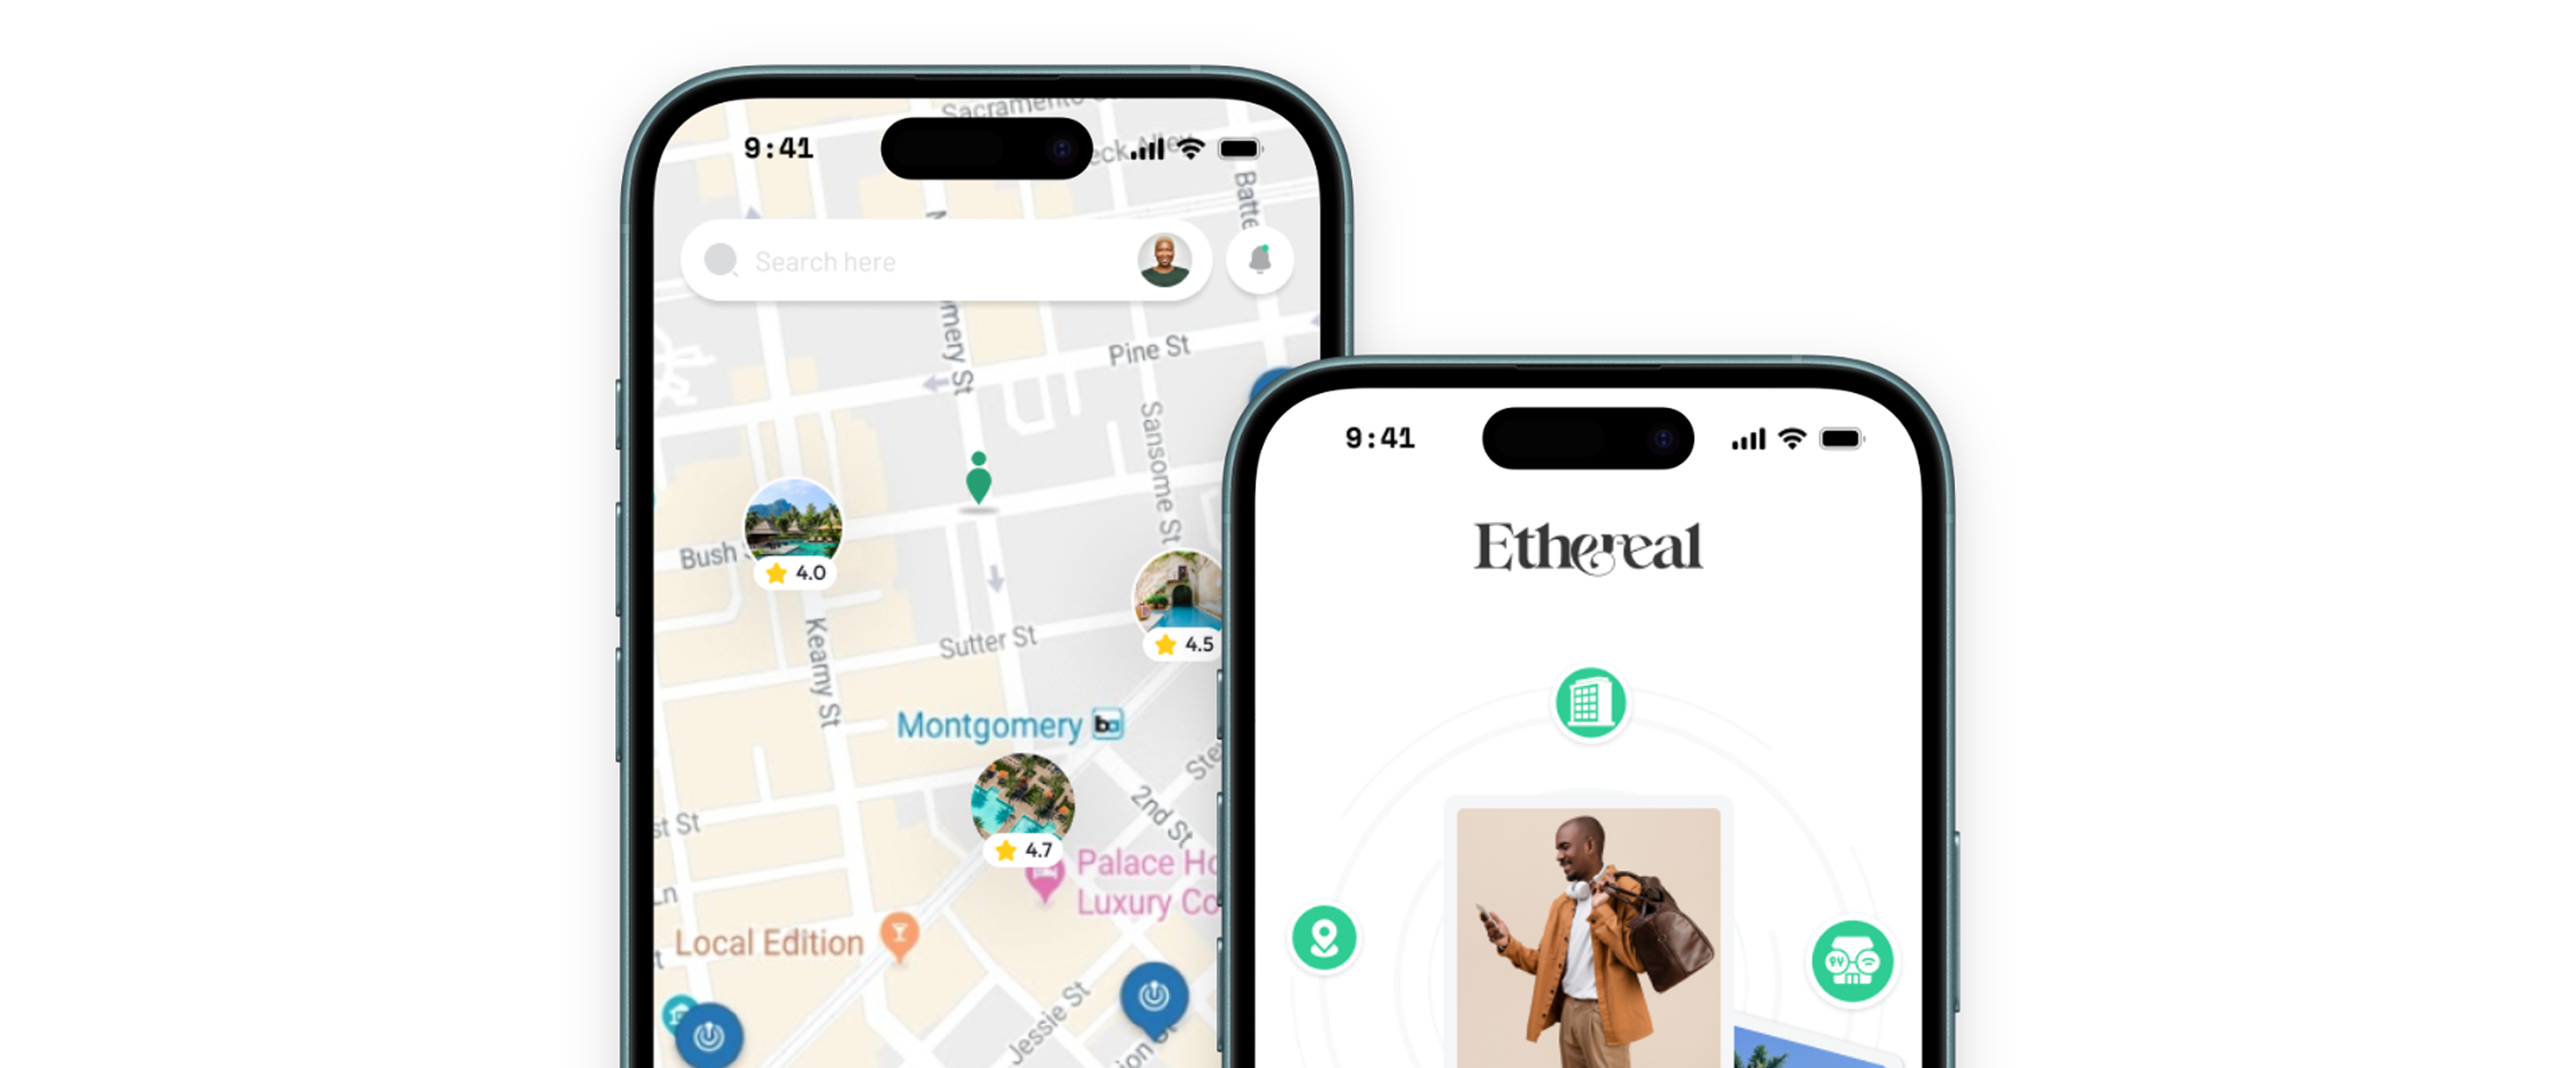 Sacramento
9:41
Batte
Search here
mery St
Pine St
Sansome St
Bush
4.0
4.5
Kearny St
Sutter St
Montgomery
2nd St
4.7
Palace Ho
Luxury Co
st St
Ln
Local Edition
Jessie St
9:41
Ethereal